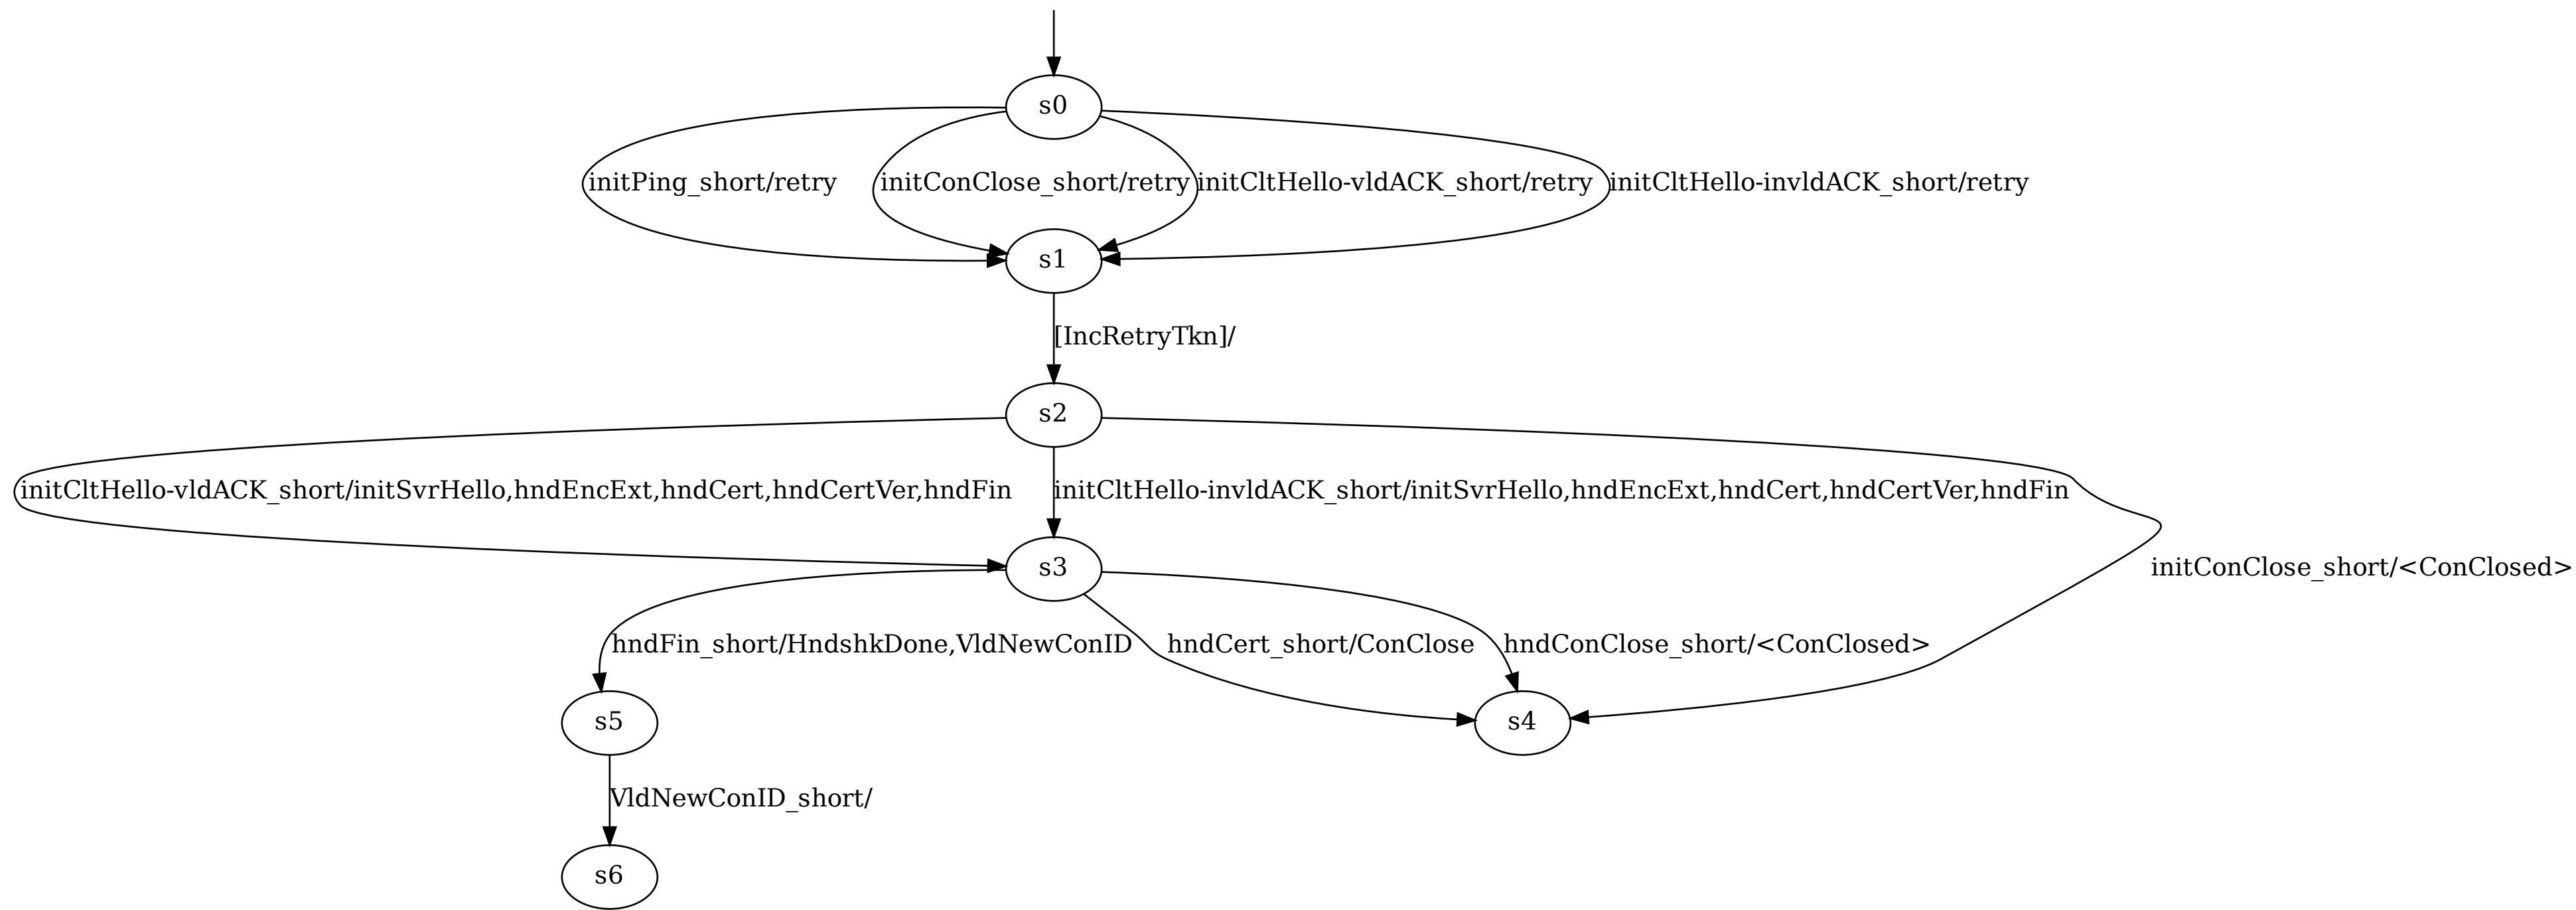 s0
initPing_short/retry
initConClose_short/retry
initCltHello-vldACK_short/retry
initCltHello-invldACK_short/retry
s1
[IncRetryTkn]/
s2
initCltHello-vldACK_short/initSvrHello,hndEncExt,hndCert,hndCertVer,hndFin
initCltHello-invldACK_short/initSvrHello,hndEncExt,hndCert,hndCertVer,hndFin
s3
initConClose_short/<ConClosed>
hndFin_short/HndshkDone,VldNewConID
hndCert_short/ConClose
hndConClose_short/<ConClosed>
s5
s4
VldNewConID_short/
s6